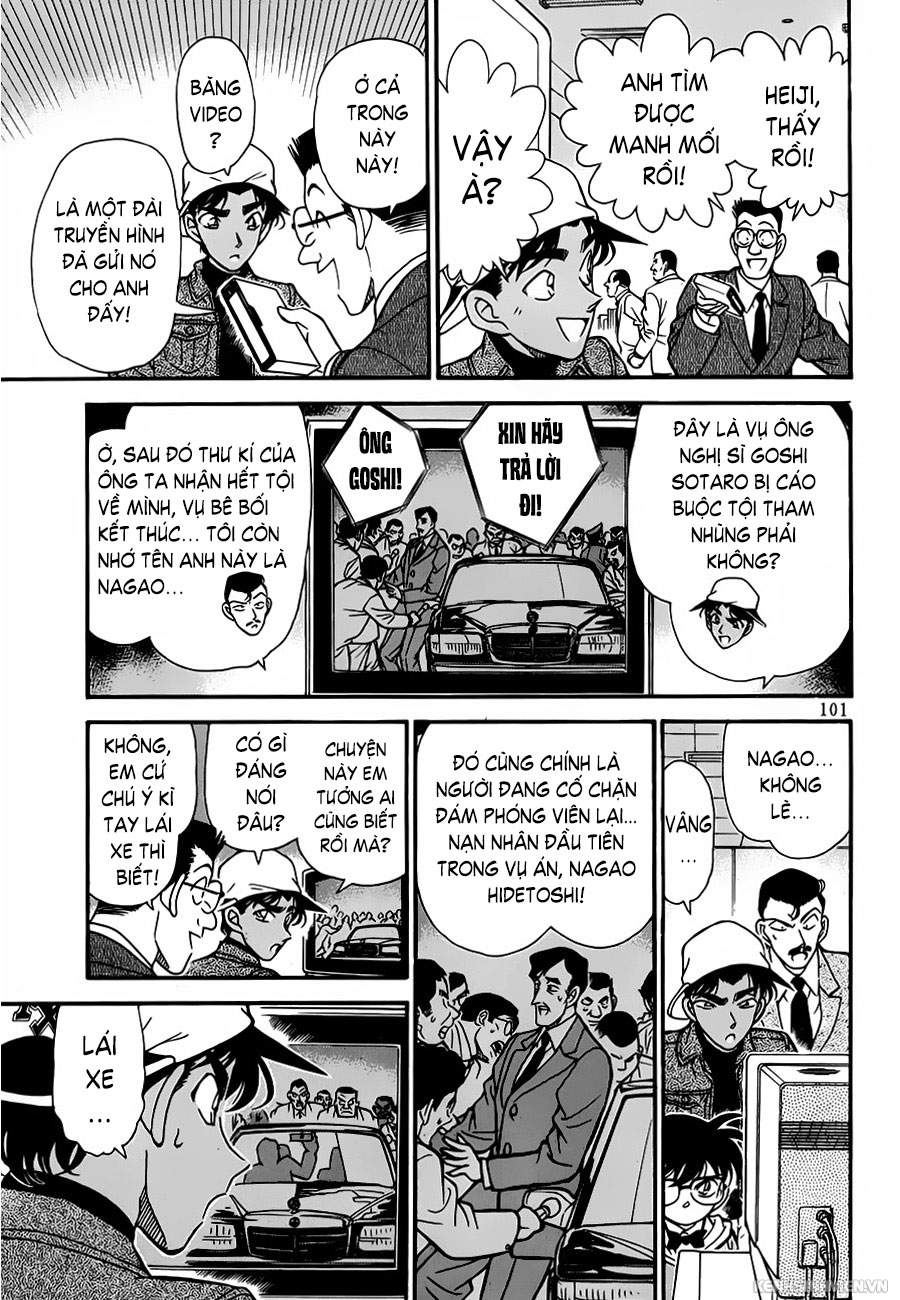 HEIJI,
THẤY
RỒI!
ANH TÌM
ĐƯỢC
MANH MỐI
RỒI!
VẬY
À?
Ở CẢ
TRONG
NÀY
NÀY!
BĂNG
VIDEO
?
LÀ MỘT ĐÀI
TRUYỀN HÌNH
ĐÃ GỬI NÓ
CHO ANH
ĐẤY!
ĐÂY LÀ VỤ ÔNG
NGHỊ SĨ GOSHI
SOTARO BỊ CÁO
BUỘC TỘI THAM
NHŨNG PHẢI
KHÔNG?
XIN HÃY
TRẢ LỜI
ĐI!
ÔNG
GOSHI!
Ờ, SAU ĐÓ THƯ KÍ CỦA
ÔNG TA NHẬN HẾT TỘI
VỀ MÌNH, VỤ BÊ BỐI
KẾT THÚC... TÔI CÒN
NHỚ TÊN ANH NÀY LÀ
NAGAO...
101
NAGAO...
KHÔNG
LẼ...
VÂNG
...
ĐÓ CŨNG CHÍNH LÀ
NGƯỜI ĐANG CỐ CHẶN
ĐÁM PHÓNG VIÊN LẠI...
NẠN NHÂN ĐẦU TIÊN
TRONG VỤ ÁN, NAGAO
HIDETOSHI!
CHUYỆN
NÀY EM
TƯỞNG AI
CŨNG BIẾT
RỒI MÀ?
CÓ GÌ
ĐÁNG
NÓI
ĐÂU?
KHÔNG,
EM CỨ
CHÚ Ý KĨ
TAY LÁI
XE THÌ
BIẾT!
LÁI
XE
...